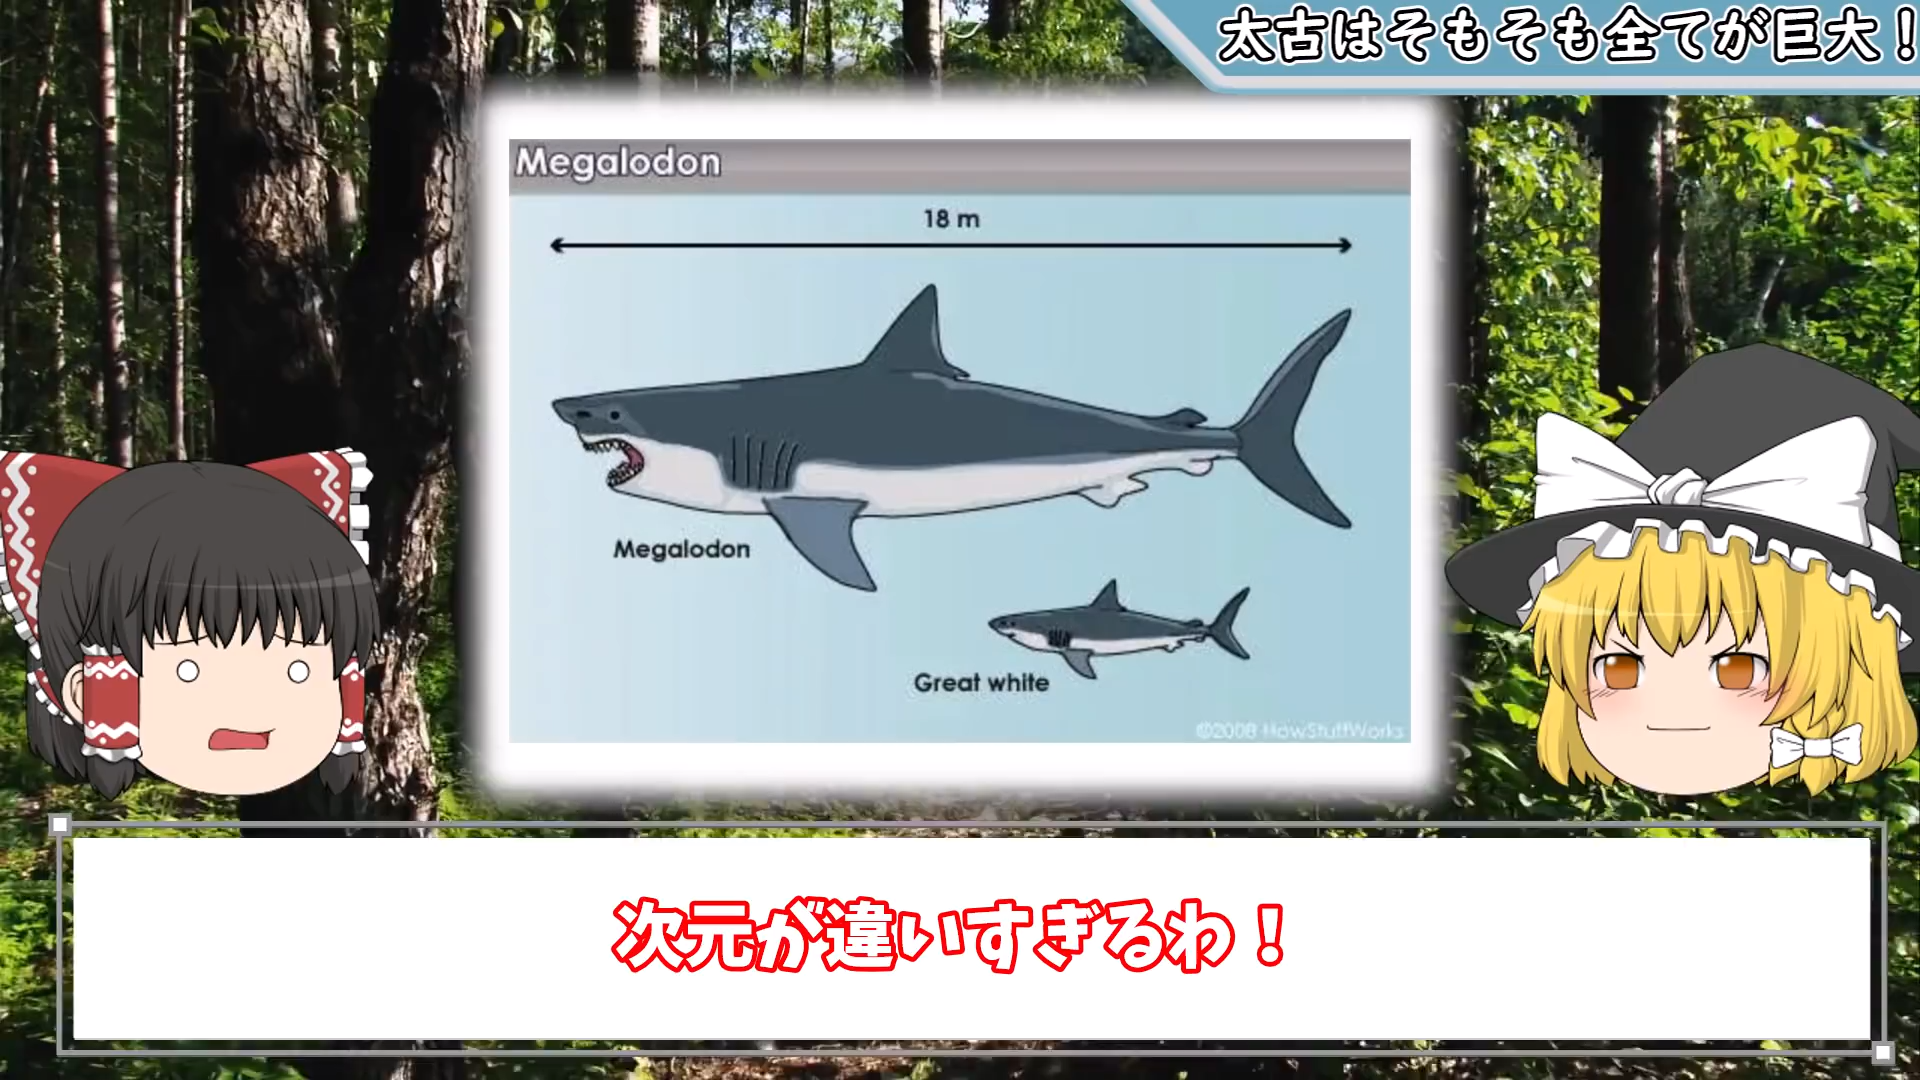 太古はそもそも全てが巨大！
Megalodon
18 m
Megalodon
Great white
©2008 HowStuffWorks
次元が違いすぎるわ！